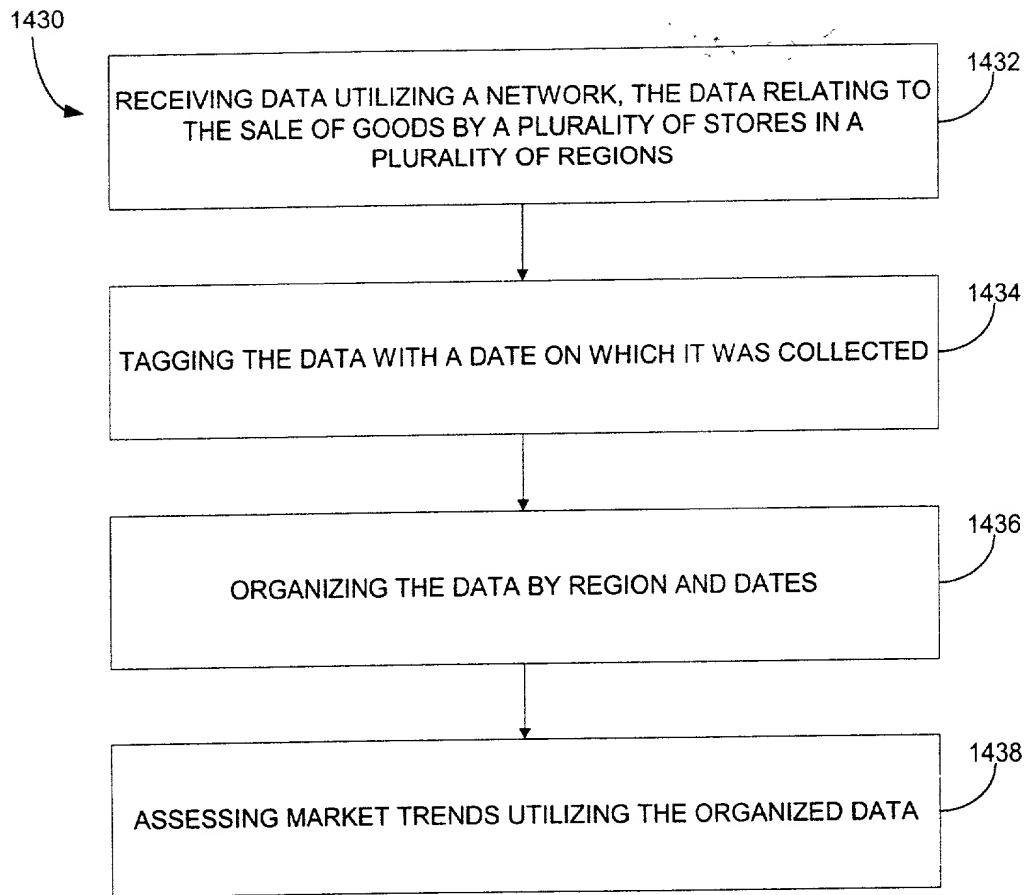 1430
1432
RECEIVING DATA UTILIZING A NETWORK, THE DATA RELATING TO
THE SALE OF GOODS BY A PLURALITY OF STORES IN A
PLURALITY OF REGIONS
1434
TAGGING THE DATA WITH A DATE ON WHICH IT WAS COLLECTED
1436
ORGANIZING THE DATA BY REGION AND DATES
1438
ASSESSING MARKET TRENDS UTILIZING THE ORGANIZED DATA